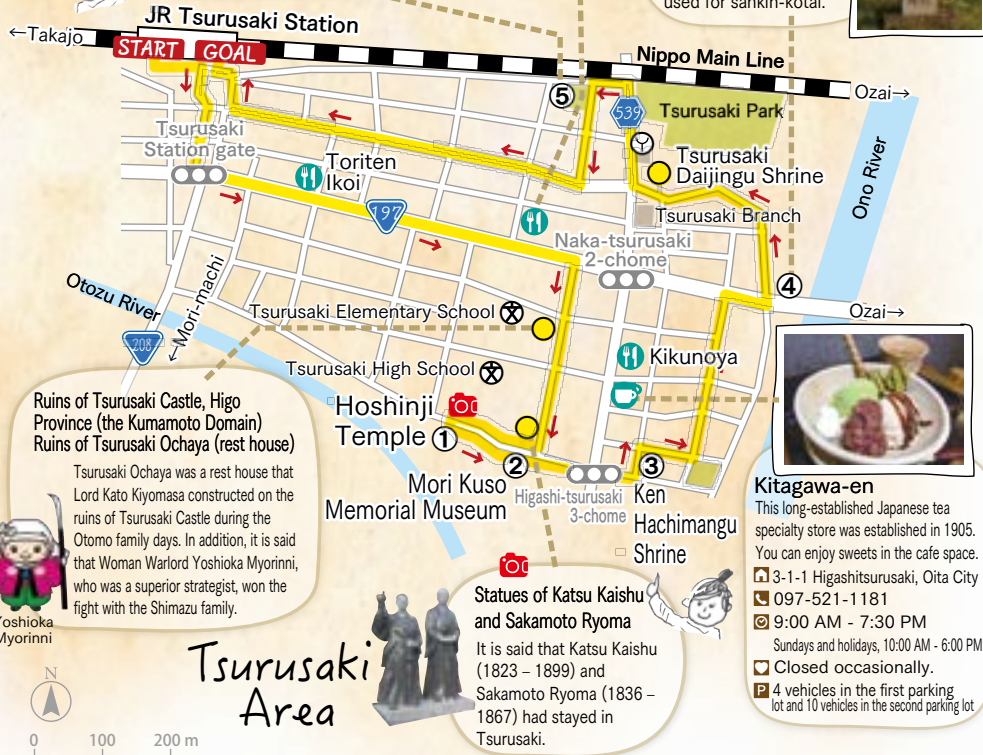 used for sankin-kotai.
JR Tsurusaki Station
←Takajo
START GOAL
Nippo Main Line
Ozai→
⑤
539
Tsurusaki Park
Tsurusaki
Station gate
Toriten
Ikoi
Tsurusaki
Daijingu Shrine
Ono River
197
Tsurusaki Branch
Naka-tsurusaki
2-chome
④
Otozu River
←Mori-machi
208
Tsurusaki Elementary School
文
Ozai→
Tsurusaki High School
文
Kikunoya
Hoshinji
Temple ①
②
③
Mori Kuso
Memorial Museum
Higashi-tsurusaki
3-chome
Ken
Hachimangu
Shrine
Ruins of Tsurusaki Castle, Higo
Province (the Kumamoto Domain)
Ruins of Tsurusaki Ochaya (rest house)
Tsurusaki Ochaya was a rest house that
Lord Kato Kiyomasa constructed on the
ruins of Tsurusaki Castle during the
Otomo family days. In addition, it is said
that Woman Warlord Yoshioka Myorinni,
who was a superior strategist, won the
fight with the Shimazu family.
Yoshioka
Myorinni
Kitagawa-en
This long-established Japanese tea
specialty store was established in 1905.
You can enjoy sweets in the cafe space.
3-1-1 Higashitsurusaki, Oita City
097-521-1181
9:00 AM - 7:30 PM
Sundays and holidays, 10:00 AM - 6:00 PM
Closed occasionally.
P 4 vehicles in the first parking
lot and 10 vehicles in the second parking lot
Statues of Katsu Kaishu
and Sakamoto Ryoma
It is said that Katsu Kaishu
(1823 – 1899) and
Sakamoto Ryoma (1836 –
1867) had stayed in
Tsurusaki.
Tsurusaki
Area
N
0 100 200 m